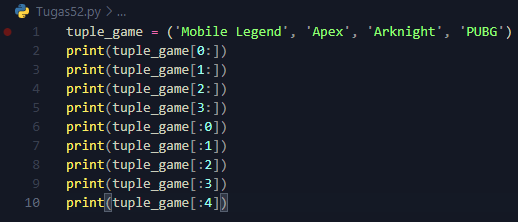 Tugas52.py > ...
1 tuple_game = ('Mobile Legend', 'Apex', 'Arknight', 'PUBG')
2 print(tuple_game[0:])
3 print(tuple_game[1:])
4 print(tuple_game[2:])
5 print(tuple_game[3:])
6 print(tuple_game[:0])
7 print(tuple_game[:1])
8 print(tuple_game[:2])
9 print(tuple_game[:3])
10 print(tuple_game[:4])